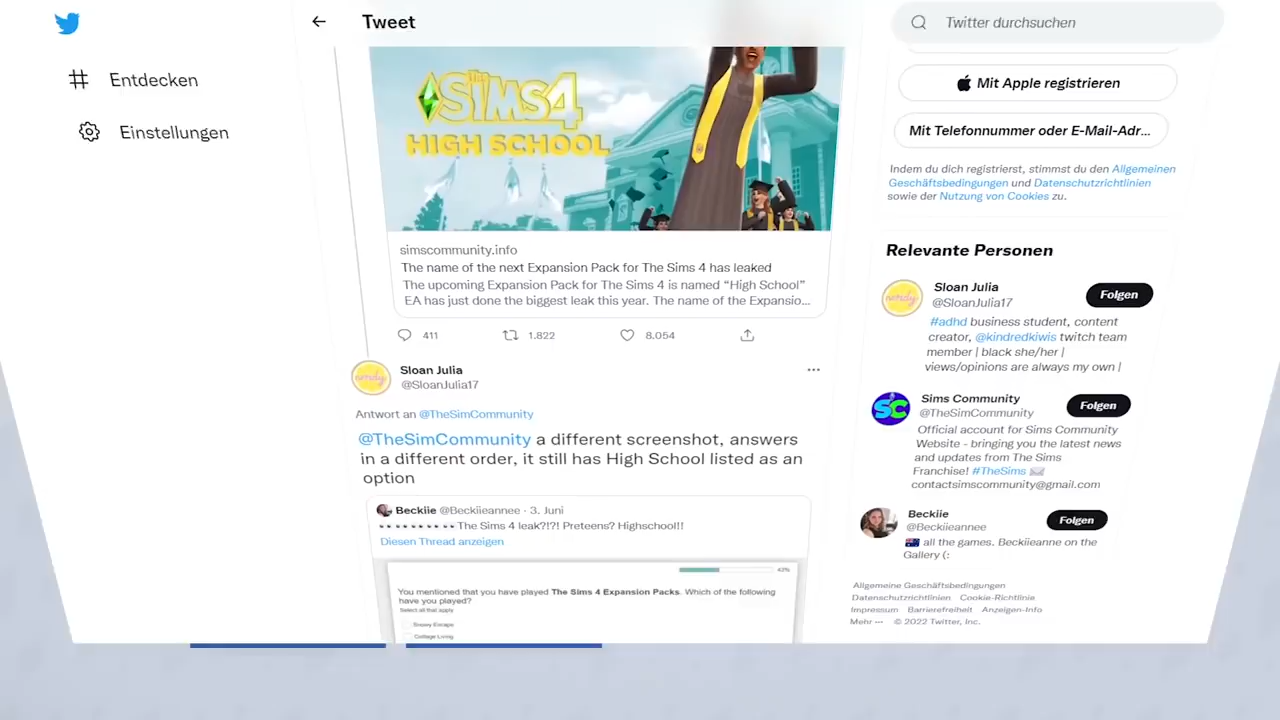 Tweet
Twitter durchsuchen
Entdecken
Einstellungen
The SiMS 4
HIGH SCHOOL
simscommunity.info
The name of the next Expansion Pack for The Sims 4 has leaked
The upcoming Expansion Pack for The Sims 4 is named “High School”
EA has just done the biggest leak this year. The name of the Expansio...
411
1.822
8.054
Sloan Julia
@SloanJulia17
Antwort an @TheSimCommunity
@TheSimCommunity a different screenshot, answers
in a different order, it still has High School listed as an
option
Beckiie @Beckiieannee · 3. Juni
The Sims 4 leak?!?! Preteens? Highschool!!
Diesen Thread anzeigen
42%
You mentioned that you have played The Sims 4 Expansion Packs. Which of the following
have you played?
Select all that apply
Snowy Escape
Cottage Living
Mit Apple registrieren
Mit Telefonnummer oder E-Mail-Adr...
Indem du dich registrierst, stimmst du den Allgemeinen
Geschäftsbedingungen und Datenschutzrichtlinien
sowie der Nutzung von Cookies zu.
Relevante Personen
Sloan Julia
@SloanJulia17
Folgen
#adhd business student, content
creator, @kindredkiwis twitch team
member | black she/her |
views/opinions are always my own |
SC
Sims Community
@TheSimCommunity
Folgen
Official account for Sims Community
Website - bringing you the latest news
and updates from The Sims
Franchise! #TheSims
contactsimscommunity@gmail.com
Beckiie
@Beckiieannee
Folgen
all the games. Beckiieanne on the
Gallery (:
Allgemeine Geschäftsbedingungen
Datenschutzrichtlinien Cookie-Richtlinie
Impressum Barrierefreiheit Anzeigen-Info
Mehr ··· © 2022 Twitter, Inc.